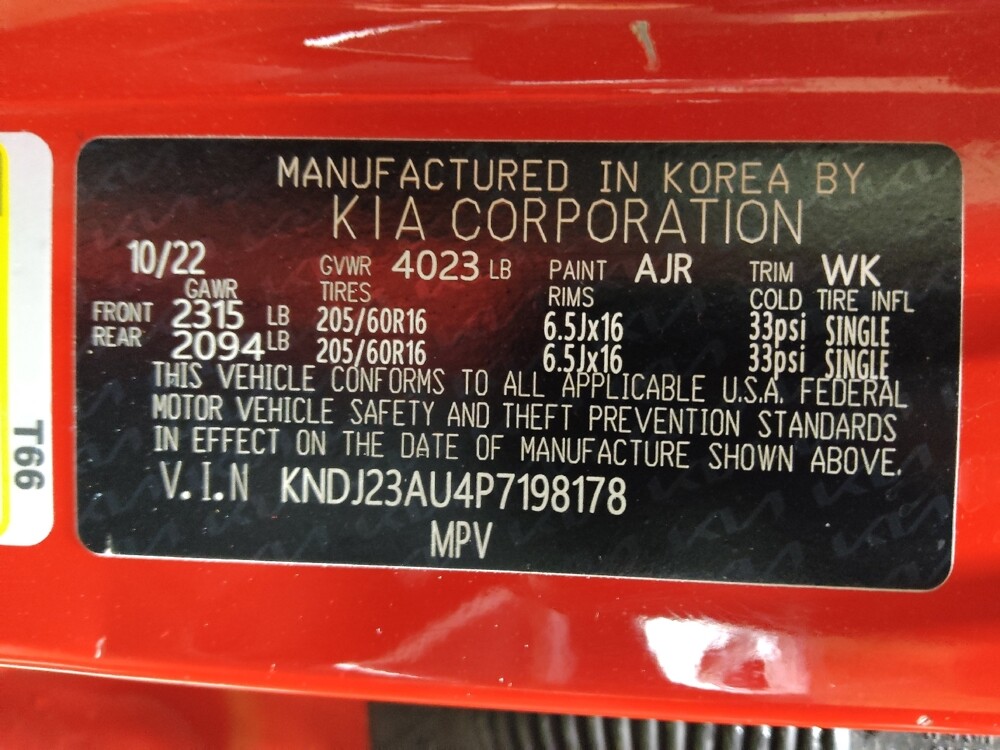 MANUFACTURED IN KOREA BY
KIA CORPORATION
10/22 GVWR 4023 LB PAINT AJR TRIM WK
GAWR TIRES RIMS COLD TIRE INFL
FRONT 2315 LB 205/60R16 6.5Jx16 33psi SINGLE
REAR 2094 LB 205/60R16 6.5Jx16 33psi SINGLE
THIS VEHICLE CONFORMS TO ALL APPLICABLE U.S.A. FEDERAL
MOTOR VEHICLE SAFETY AND THEFT PREVENTION STANDARDS
IN EFFECT ON THE DATE OF MANUFACTURE SHOWN ABOVE.
V.I.N KNDJ23AU4P7198178
MPV
T66